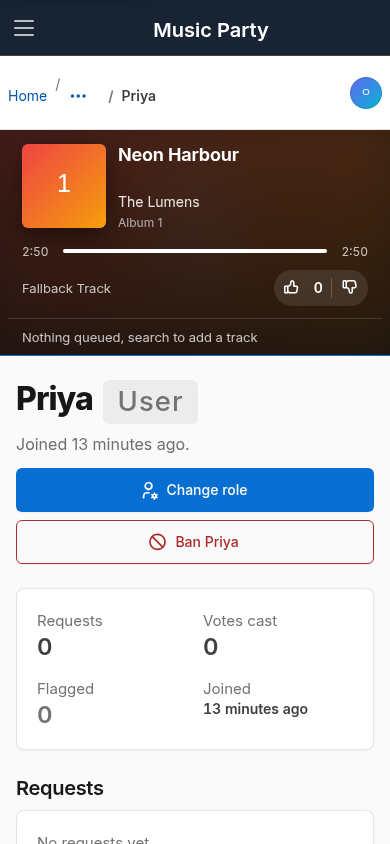 Music Party
Home / ••• / Priya
O
1
Neon Harbour
The Lumens
Album 1
2:50 2:50
Fallback Track 0
Nothing queued, search to add a track
Priya User
Joined 13 minutes ago.
Change role
Ban Priya
Requests Votes cast
0 0
Flagged Joined
0 13 minutes ago
Requests
No requests yet